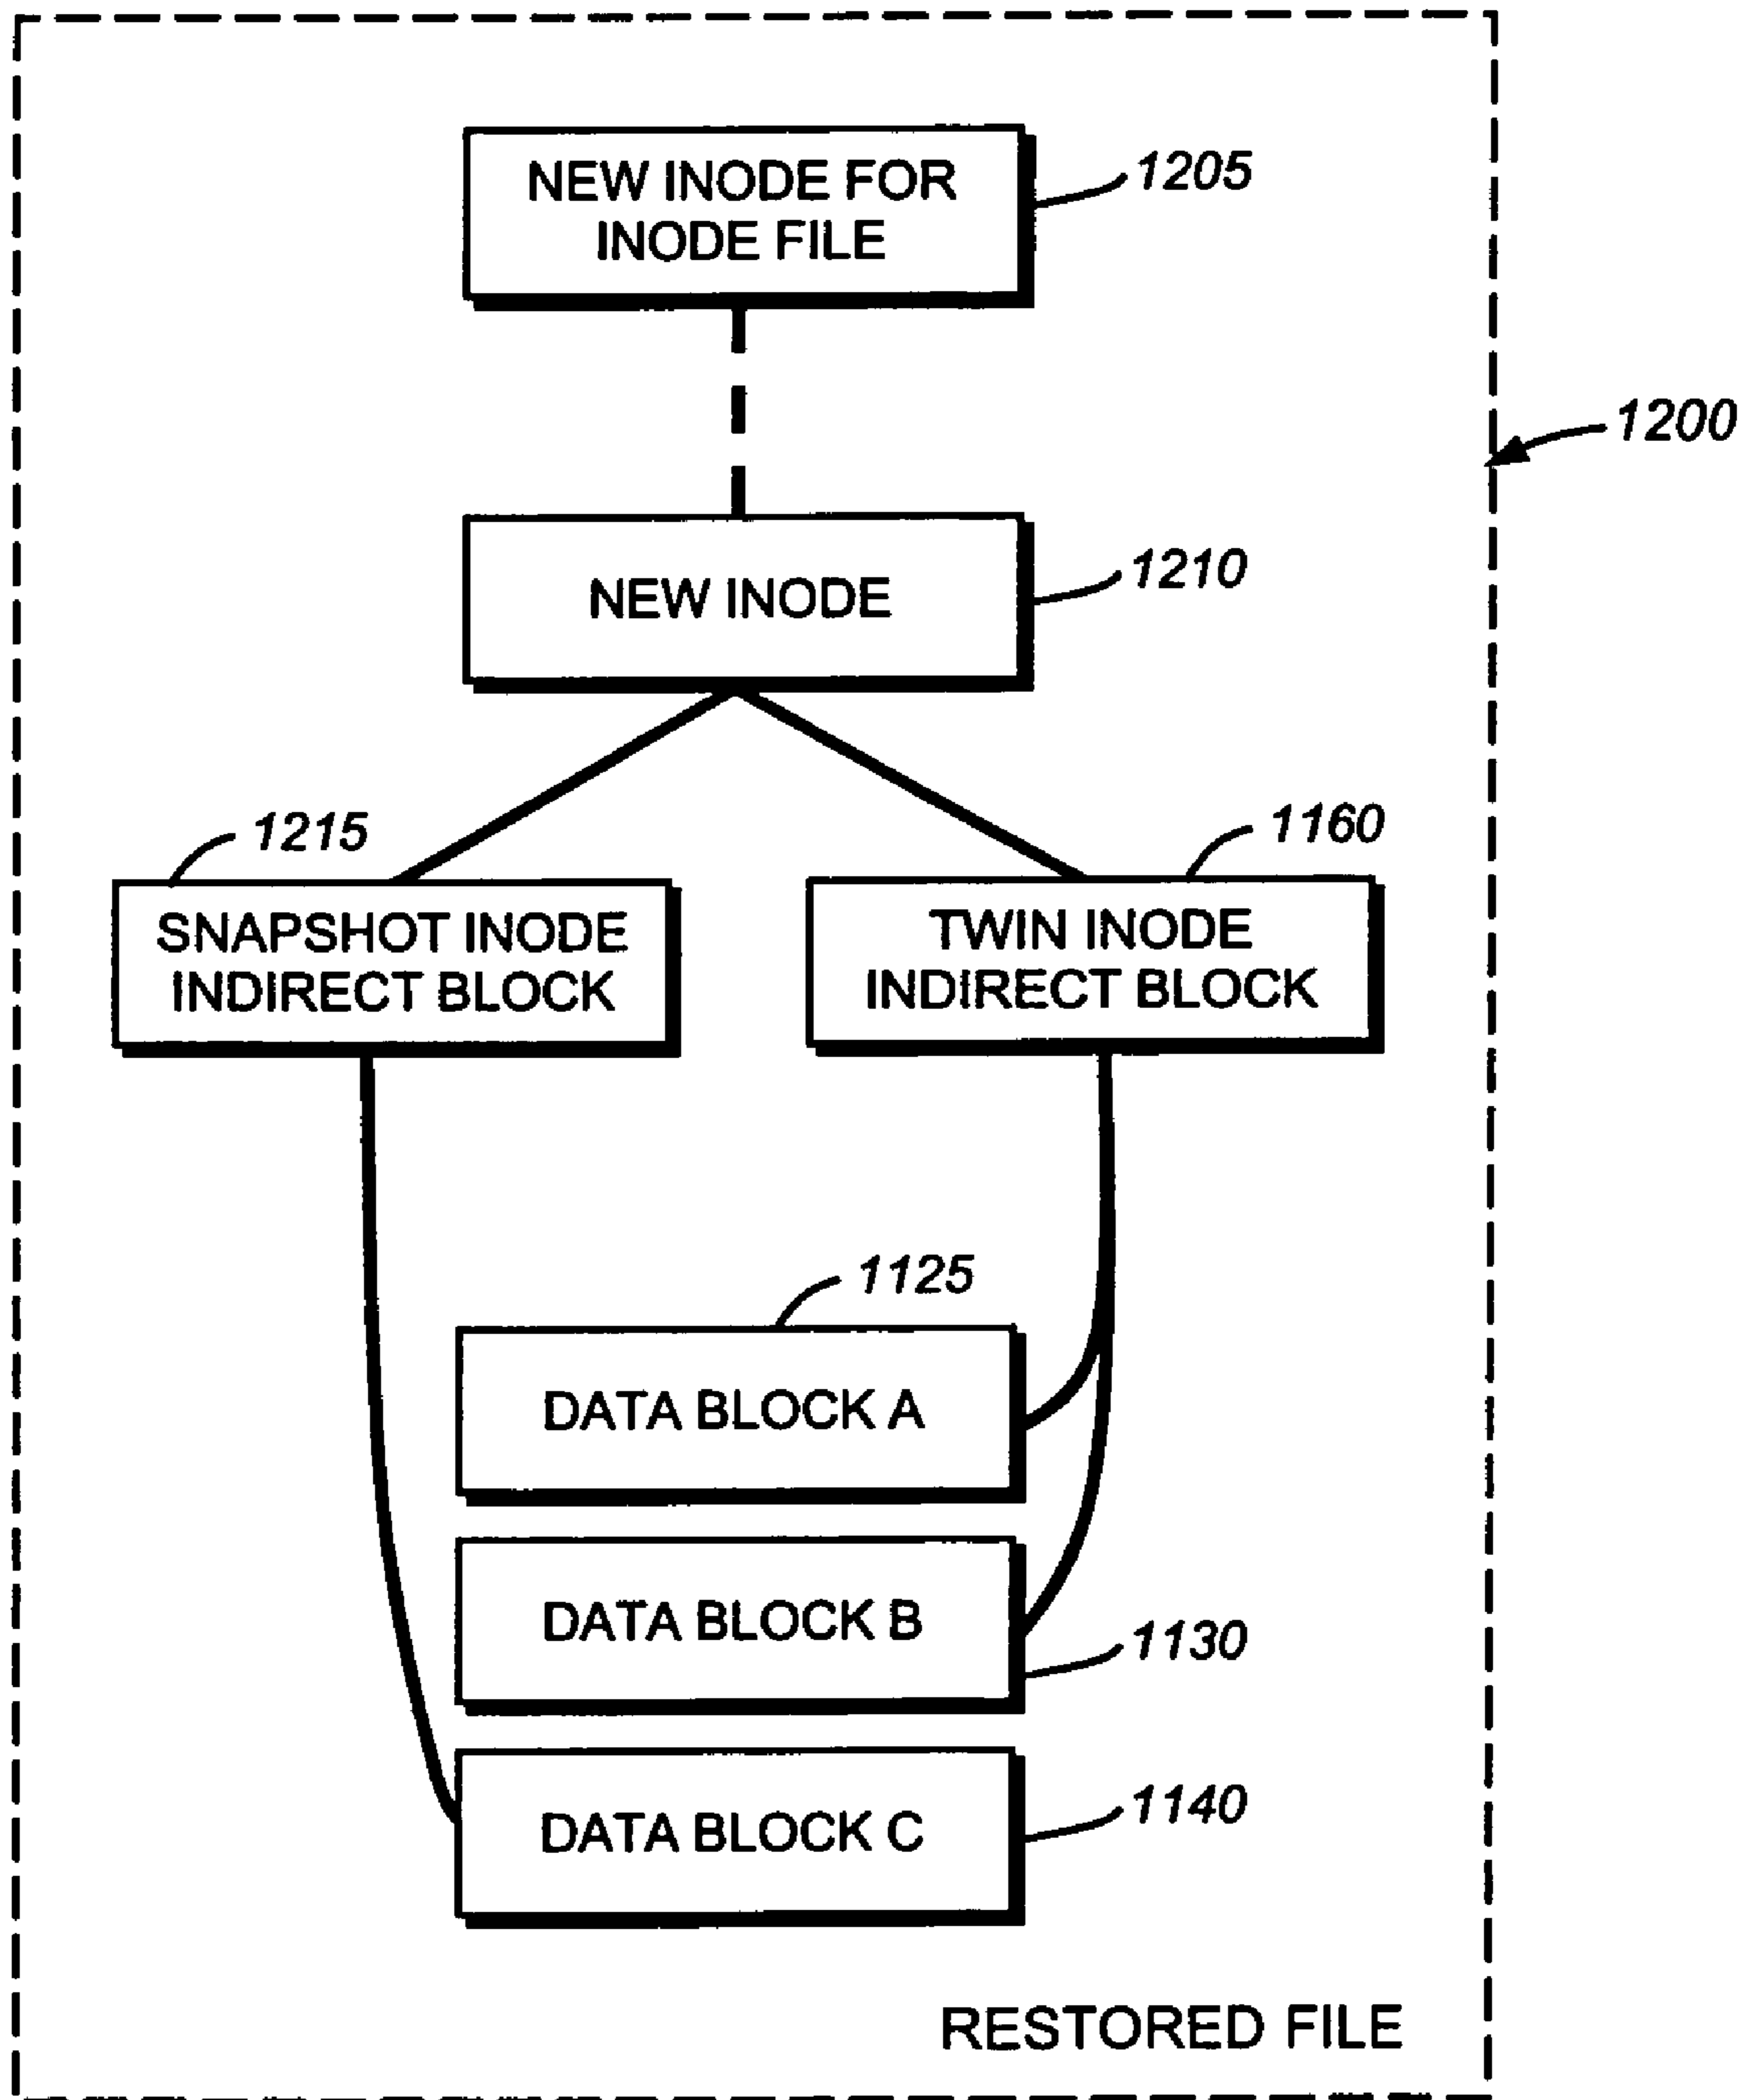 NEW INODE FOR
INODE FILE
1205
1200
NEW INODE
1210
1215
1160
SNAPSHOT INODE
INDIRECT BLOCK
TWIN INODE
INDIRECT BLOCK
1125
DATA BLOCK A
DATA BLOCK B
1130
DATA BLOCK C
1140
RESTORED FILE